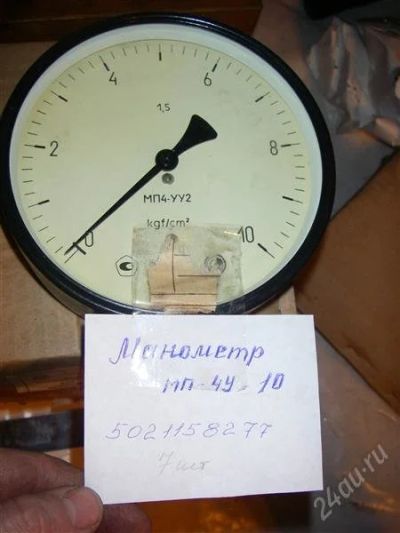 4
6
1,5
2
8
МП4-УУ2
kgf/cm²
0
10
Манометр
мп-4У-10
5021158277
7шт
24au.ru